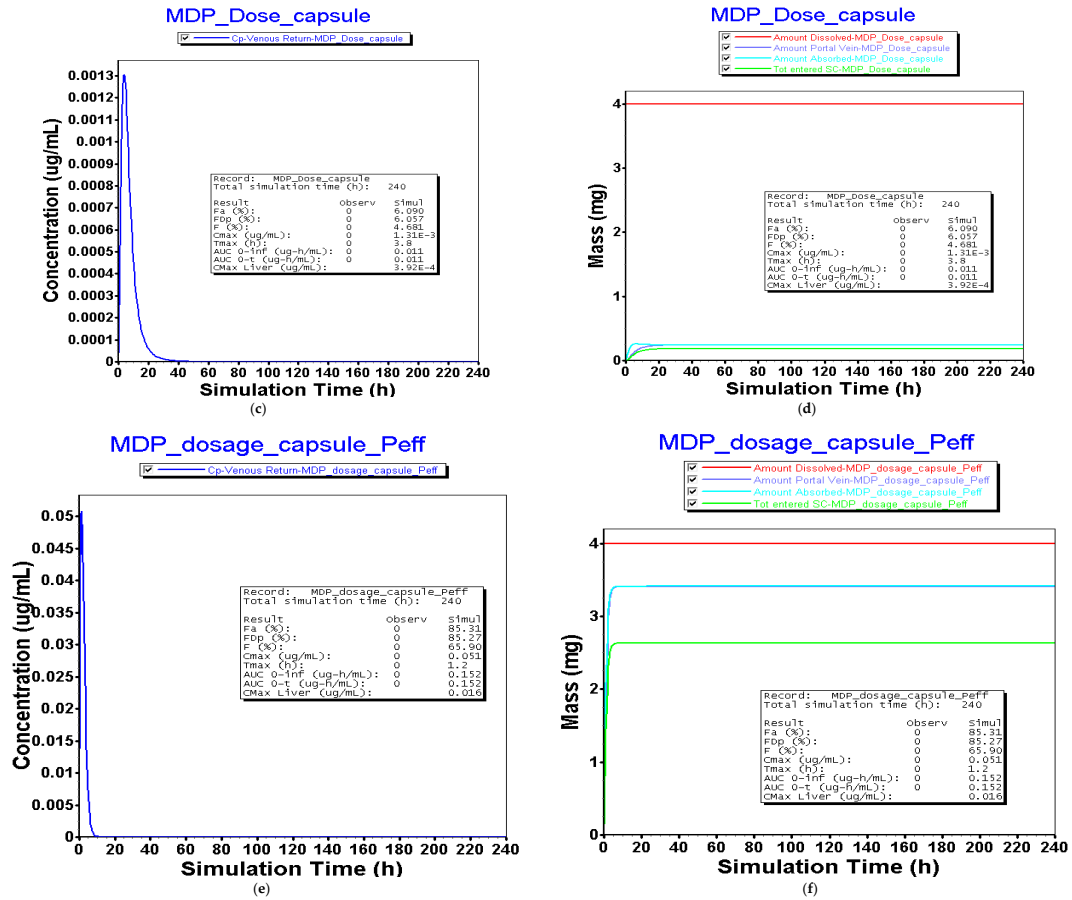 MDP_Dose_capsule
Cp-Venous Return-MDP_Dose_capsule
Concentration (ug/mL)
0.0013
0.0012
0.0011
0.001
0.0009
0.0008
0.0007
0.0006
0.0005
0.0004
0.0003
0.0002
0.0001
0
Record: MDP_Dose_capsule
Total simulation time (h): 240
Result Observ Simul
Fa (%): 0 6.090
FDp (%): 0 6.057
F (%): 0 4.681
Cmax (ug/mL): 0 1.31E-3
Tmax (h): 0 3.8
AUC 0-inf (ug-h/mL): 0 0.011
AUC 0-t (ug-h/mL): 0 0.011
CMax Liver (ug/mL): 3.92E-4
0 20 40 60 80 100 120 140 160 180 200 220 240
Simulation Time (h)
(c)
MDP_Dose_capsule
Amount Dissolved-MDP_Dose_capsule
Amount Portal Vein-MDP_Dose_capsule
Amount Absorbed-MDP_Dose_capsule
Tot entered SC-MDP_Dose_capsule
Mass (mg)
4
3
2
1
0
Record: MDP_Dose_capsule
Total simulation time (h): 240
Result Observ Simul
Fa (%): 0 6.090
FDp (%): 0 6.057
F (%): 0 4.681
Cmax (ug/mL): 0 1.31E-3
Tmax (h): 0 3.8
AUC 0-inf (ug-h/mL): 0 0.011
AUC 0-t (ug-h/mL): 0 0.011
CMax Liver (ug/mL): 3.92E-4
0 20 40 60 80 100 120 140 160 180 200 220 240
Simulation Time (h)
(d)
MDP_dosage_capsule_Peff
Cp-Venous Return-MDP_dosage_capsule_Peff
Concentration (ug/mL)
0.05
0.045
0.04
0.035
0.03
0.025
0.02
0.015
0.01
0.005
0
Record: MDP_dosage_capsule_Peff
Total simulation time (h): 240
Result Observ Simul
Fa (%): 0 85.31
FDp (%): 0 85.27
F (%): 0 65.90
Cmax (ug/mL): 0 0.051
Tmax (h): 0 1.2
AUC 0-inf (ug-h/mL): 0 0.152
AUC 0-t (ug-h/mL): 0 0.152
CMax Liver (ug/mL): 0.016
0 20 40 60 80 100 120 140 160 180 200 220 240
Simulation Time (h)
(e)
MDP_dosage_capsule_Peff
Amount Dissolved-MDP_dosage_capsule_Peff
Amount Portal Vein-MDP_dosage_capsule_Peff
Amount Absorbed-MDP_dosage_capsule_Peff
Tot entered SC-MDP_dosage_capsule_Peff
Mass (mg)
4
3
2
1
0
Record: MDP_dosage_capsule_Peff
Total simulation time (h): 240
Result Observ Simul
Fa (%): 0 85.31
FDp (%): 0 85.27
F (%): 0 65.90
Cmax (ug/mL): 0 0.051
Tmax (h): 0 1.2
AUC 0-inf (ug-h/mL): 0 0.152
AUC 0-t (ug-h/mL): 0 0.152
CMax Liver (ug/mL): 0.016
0 20 40 60 80 100 120 140 160 180 200 220 240
Simulation Time (h)
(f)